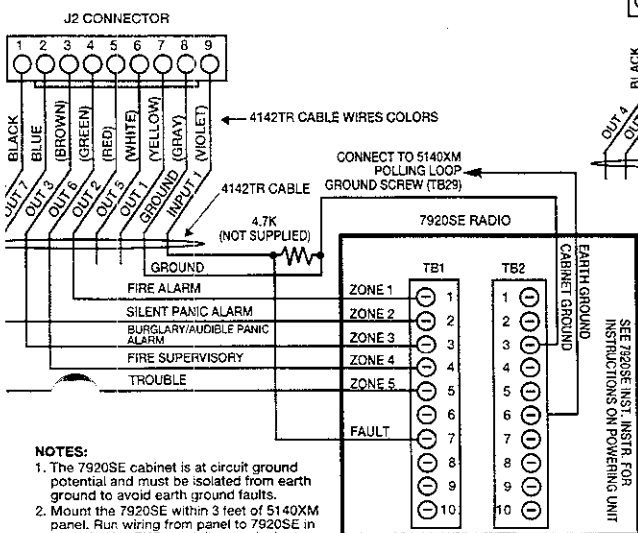 J2 CONNECTOR
1 2 3 4 5 6 7 8 9
BLACK
BLUE
(BROWN)
(GREEN)
(RED)
(WHITE)
(YELLOW)
(GRAY)
(VIOLET)
4142TR CABLE WIRES COLORS
OUT 7
OUT 3
OUT 6
OUT 2
OUT 5
OUT 1
GROUND
INPUT 1
4142TR CABLE
BLACK
OUT 4
CONNECT TO 5140XM
POLLING LOOP
GROUND SCREW (TB29)
4.7K
(NOT SUPPLIED)
7920SE RADIO
GROUND
FIRE ALARM
SILENT PANIC ALARM
BURGLARY/AUDIBLE PANIC
ALARM
FIRE SUPERVISORY
TROUBLE
FAULT
ZONE 1
ZONE 2
ZONE 3
ZONE 4
ZONE 5
TB1
1
2
3
4
5
6
7
8
9
10
TB2
1
2
3
4
5
6
7
8
9
10
EARTH GROUND
CABINET GROUND
SEE 7920SE INST. INSTR. FOR
INSTRUCTIONS ON POWERING UNIT
NOTES:
1. The 7920SE cabinet is at circuit ground
potential and must be isolated from earth
ground to avoid earth ground faults.
2. Mount the 7920SE within 3 feet of 5140XM
panel. Run wiring from panel to 7920SE in